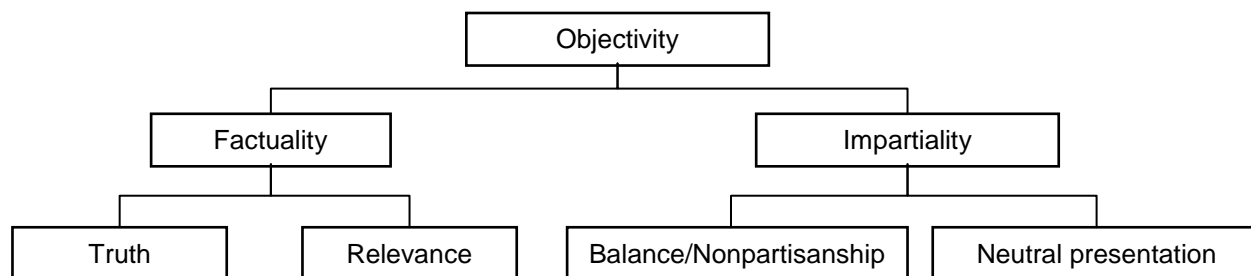 Objectivity
Factuality
Impartiality
Truth
Relevance
Balance/Nonpartisanship
Neutral presentation